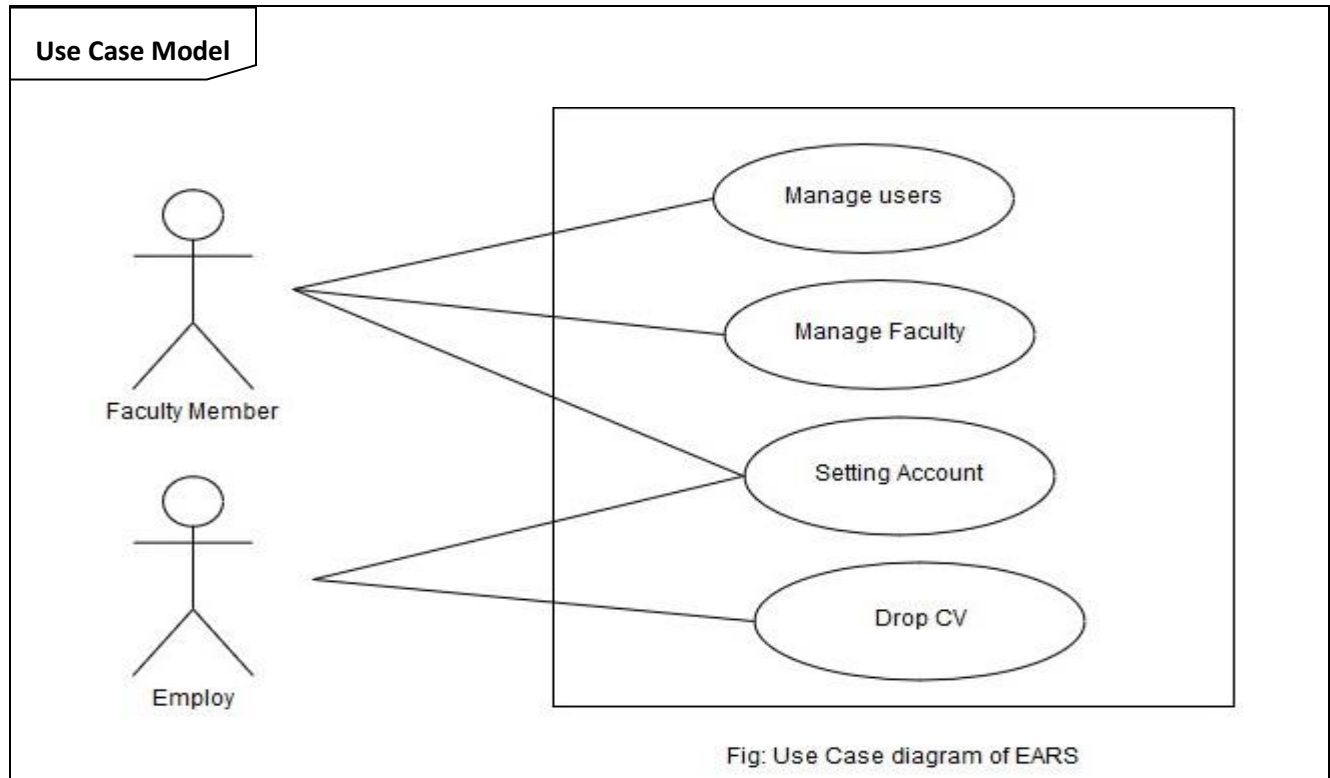 Use Case Model
Manage users
Manage Faculty
Faculty Member
Setting Account
Drop CV
Employ
Fig: Use Case diagram of EARS